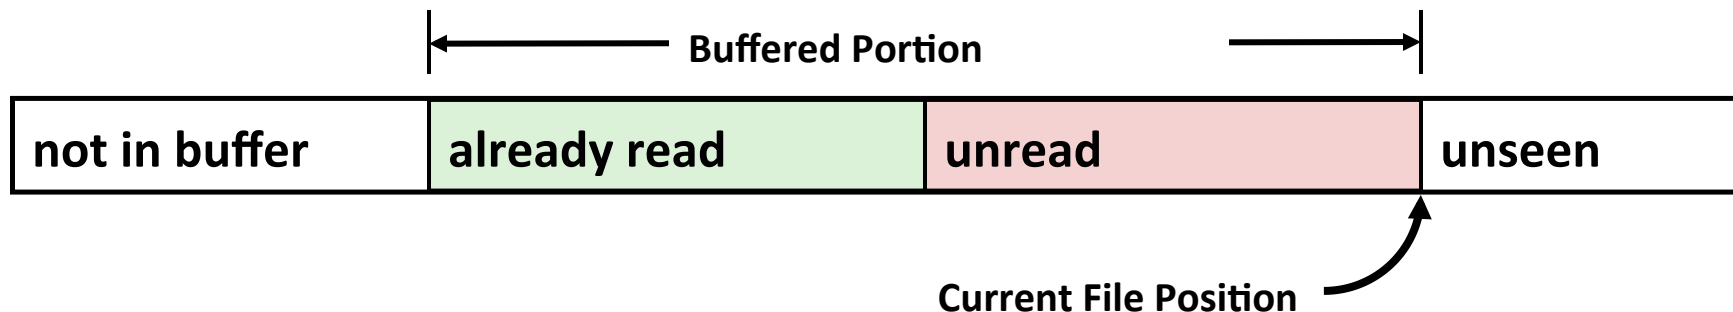 Buffered Portion
not in buffer
already read
unread
unseen
Current File Position